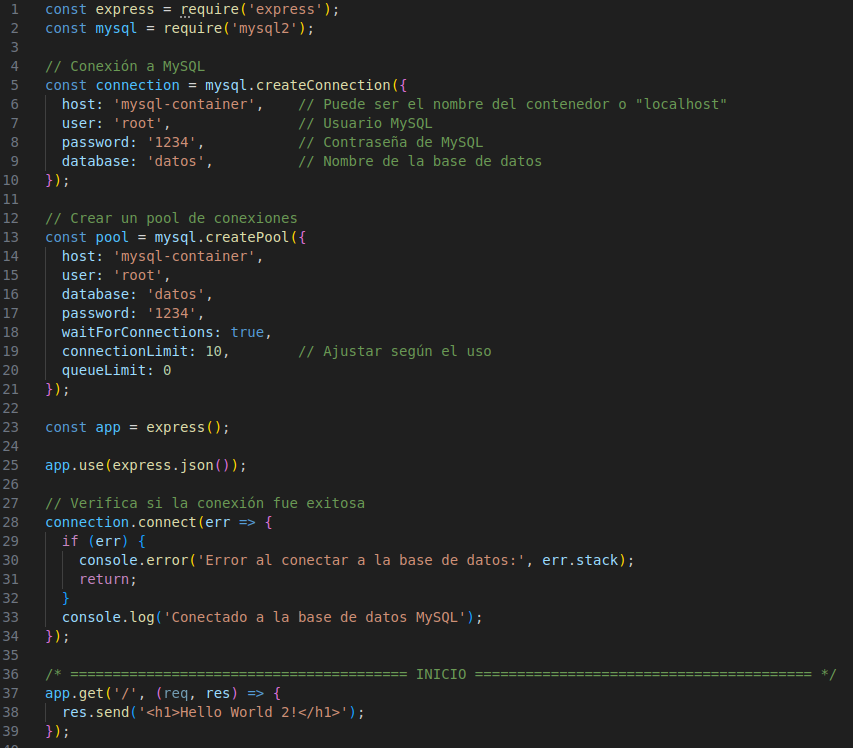 1 const express = require('express');
2 const mysql = require('mysql2');
3
4 // Conexión a MySQL
5 const connection = mysql.createConnection({
6 host: 'mysql-container', // Puede ser el nombre del contenedor o "localhost"
7 user: 'root', // Usuario MySQL
8 password: '1234', // Contraseña de MySQL
9 database: 'datos', // Nombre de la base de datos
10 });
11
12 // Crear un pool de conexiones
13 const pool = mysql.createPool({
14 host: 'mysql-container',
15 user: 'root',
16 database: 'datos',
17 password: '1234',
18 waitForConnections: true,
19 connectionLimit: 10, // Ajustar según el uso
20 queueLimit: 0
21 });
22
23 const app = express();
24
25 app.use(express.json());
26
27 // Verifica si la conexión fue exitosa
28 connection.connect(err => {
29 if (err) {
30 console.error('Error al conectar a la base de datos:', err.stack);
31 return;
32 }
33 console.log('Conectado a la base de datos MySQL');
34 });
35
36 /* ======================================== INICIO ======================================== */
37 app.get('/', (req, res) => {
38 res.send('<h1>Hello World 2!</h1>');
39 });